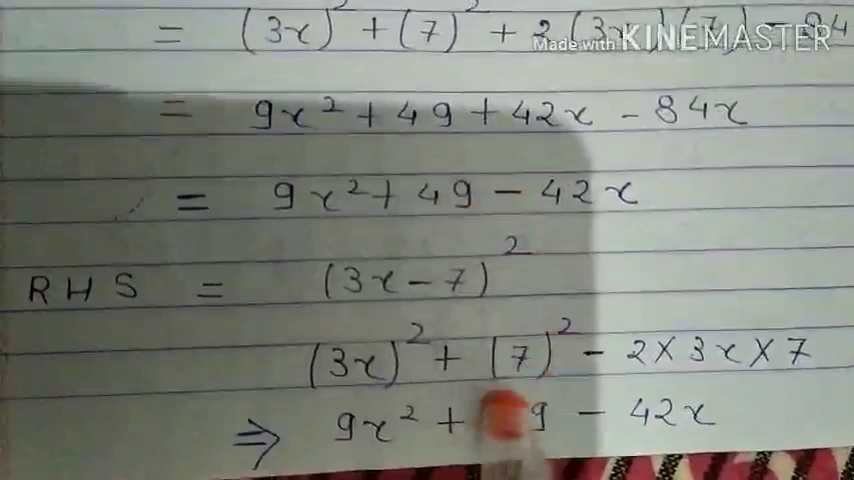 = (3x)² + (7)² + 2(3x)(7) - 84
Made with KINEMASTER
= 9x² + 49 + 42x - 84x
= 9x² + 49 - 42x
RHS = (3x - 7)²
(3x)² + (7)² - 2 × 3x × 7
⇒ 9x² + 9 - 42x